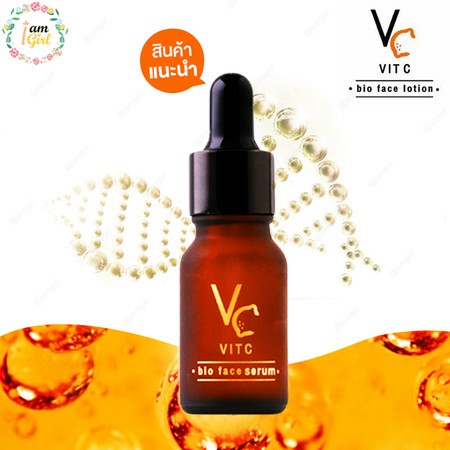 I am
Girl
สินค้า
แนะนำ
VC
VIT C
• bio face lotion •
VC
VITC
• bio face serum •